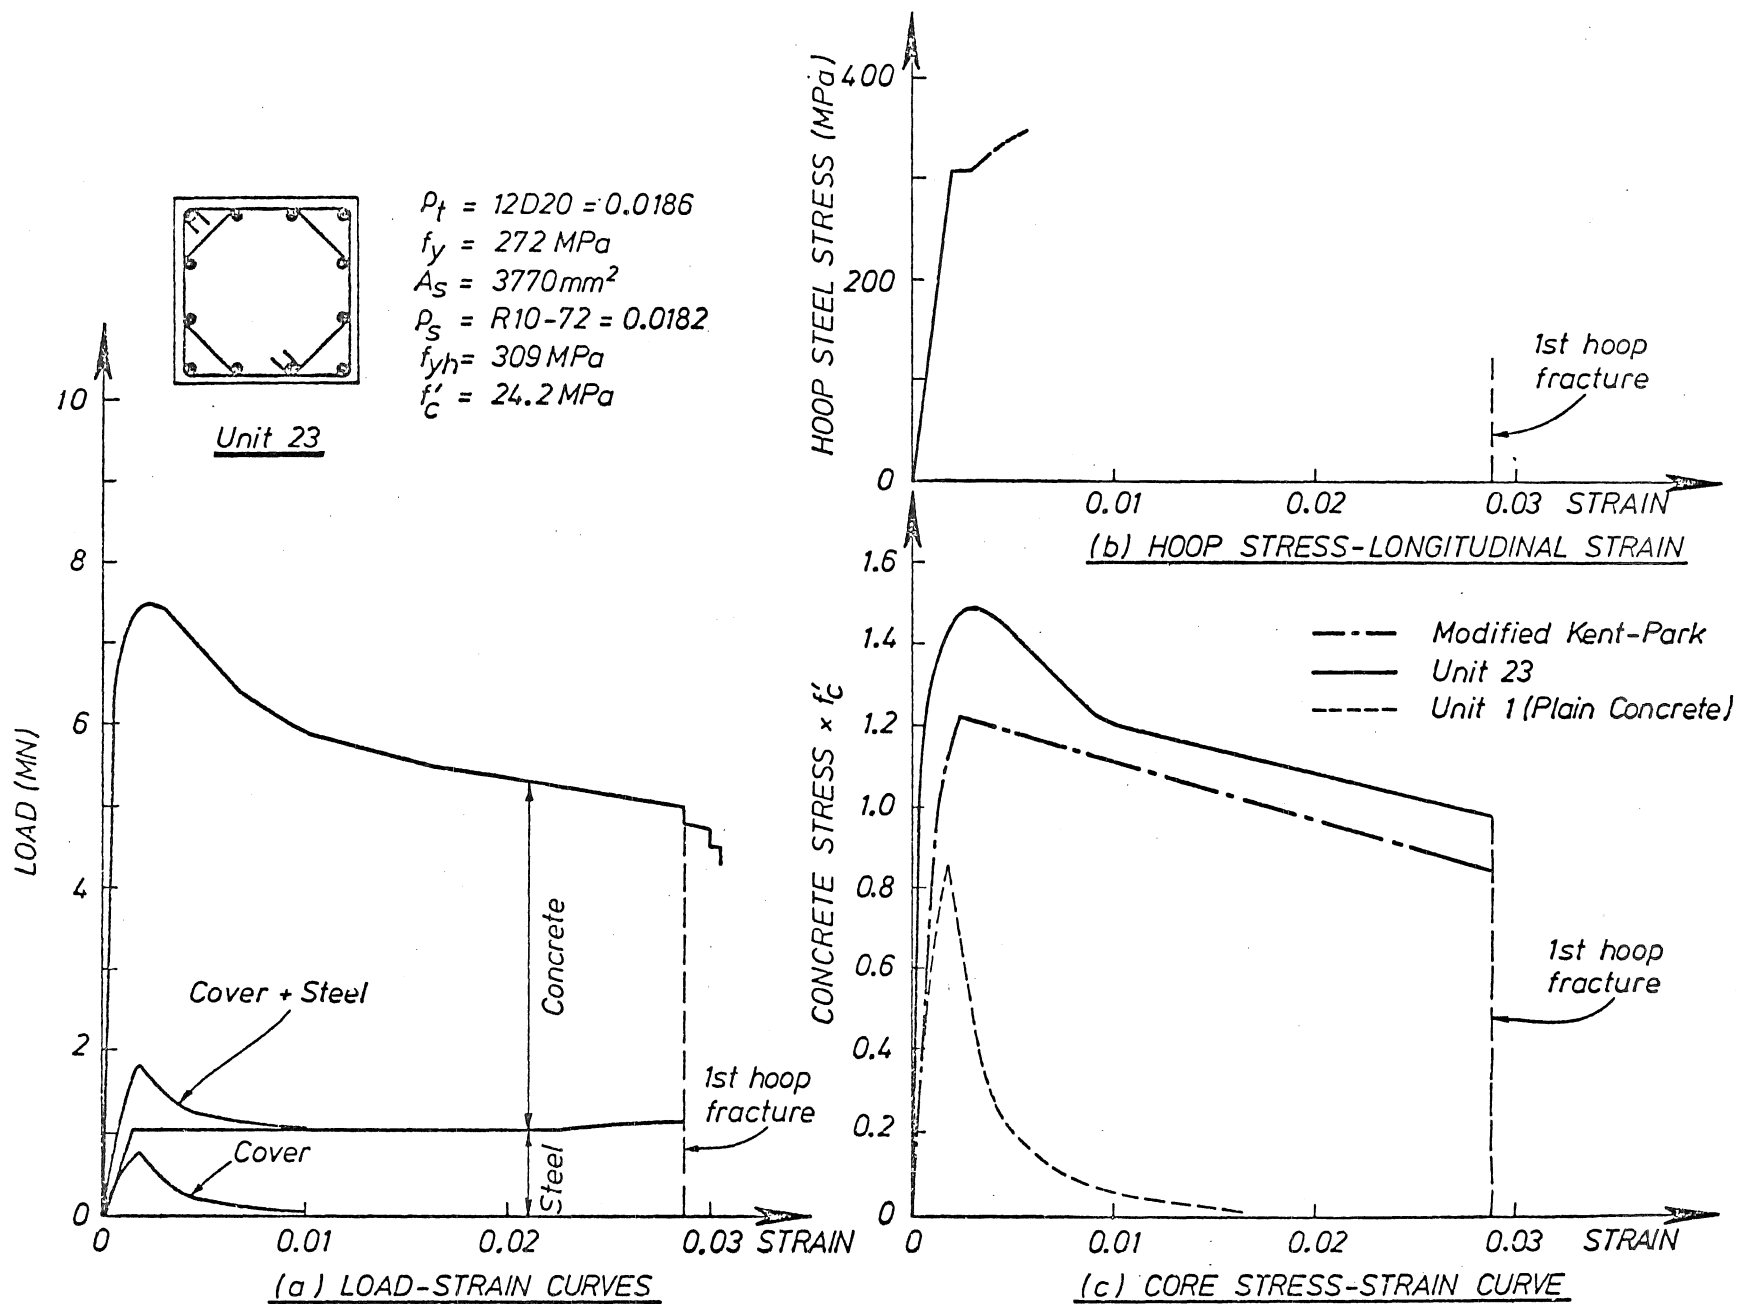 ρt = 12D20 = 0.0186
fy = 272 MPa
As = 3770mm²
ρs = R10-72 = 0.0182
fyh = 309 MPa
f'c = 24.2 MPa
Unit 23
LOAD (MN)
10
8
6
4
2
0
Cover + Steel
Cover
Concrete
Steel
1st hoop
fracture
0 0.01 0.02 0.03 STRAIN
(a) LOAD-STRAIN CURVES
HOOP STEEL STRESS (MPa)
400
200
0
1st hoop
fracture
0.01 0.02 0.03 STRAIN
(b) HOOP STRESS-LONGITUDINAL STRAIN
CONCRETE STRESS × f'c
1.6
1.4
1.2
1.0
0.8
0.6
0.4
0.2
0
Modified Kent-Park
Unit 23
Unit 1 (Plain Concrete)
1st hoop
fracture
0 0.01 0.02 0.03 STRAIN
(c) CORE STRESS-STRAIN CURVE